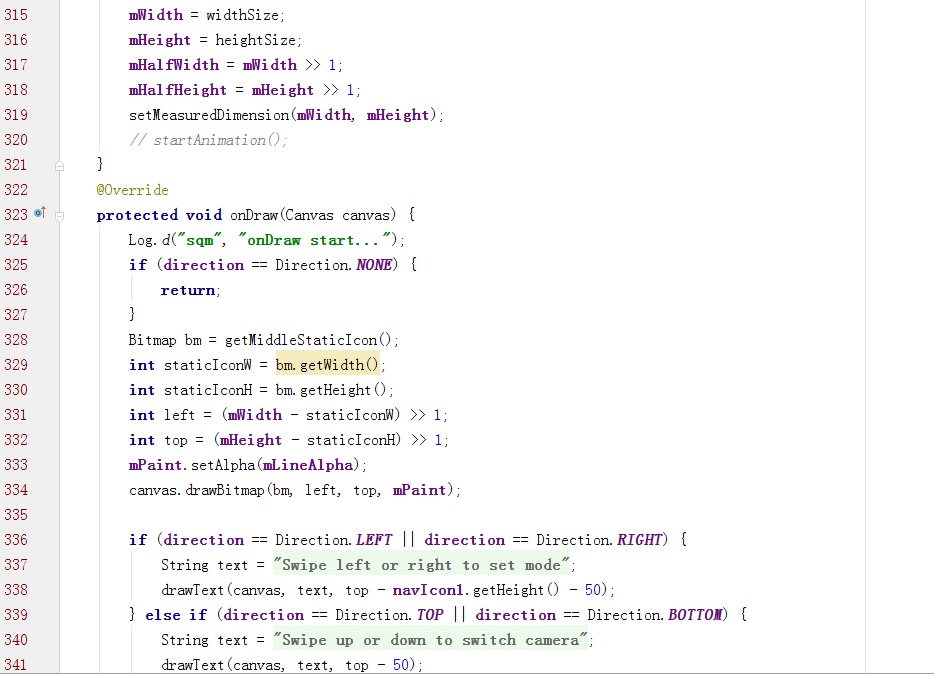 315 mWidth = widthSize;
316 mHeight = heightSize;
317 mHalfWidth = mWidth >> 1;
318 mHalfHeight = mHeight >> 1;
319 setMeasuredDimension(mWidth, mHeight);
320 // startAnimation();
321 }
322 @Override
323 protected void onDraw(Canvas canvas) {
324 Log.d("sqm", "onDraw start...");
325 if (direction == Direction.NONE) {
326 return;
327 }
328 Bitmap bm = getMiddleStaticIcon();
329 int staticIconW = bm.getWidth();
330 int staticIconH = bm.getHeight();
331 int left = (mWidth - staticIconW) >> 1;
332 int top = (mHeight - staticIconH) >> 1;
333 mPaint.setAlpha(mLineAlpha);
334 canvas.drawBitmap(bm, left, top, mPaint);
335
336 if (direction == Direction.LEFT || direction == Direction.RIGHT) {
337 String text = "Swipe left or right to set mode";
338 drawText(canvas, text, top - navIcon1.getHeight() - 50);
339 } else if (direction == Direction.TOP || direction == Direction.BOTTOM) {
340 String text = "Swipe up or down to switch camera";
341 drawText(canvas, text, top - 50);